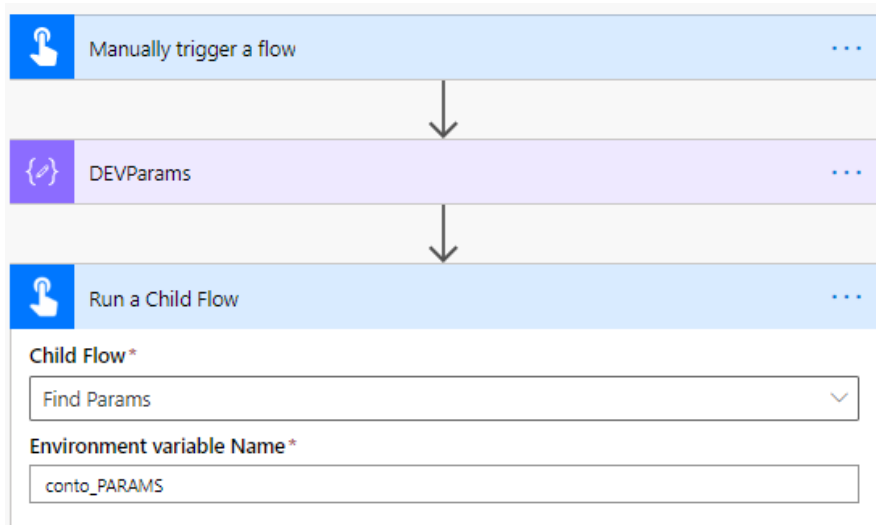 Manually trigger a flow
DEVParams
Run a Child Flow
Child Flow*
Find Params
Environment variable Name*
conto_PARAMS